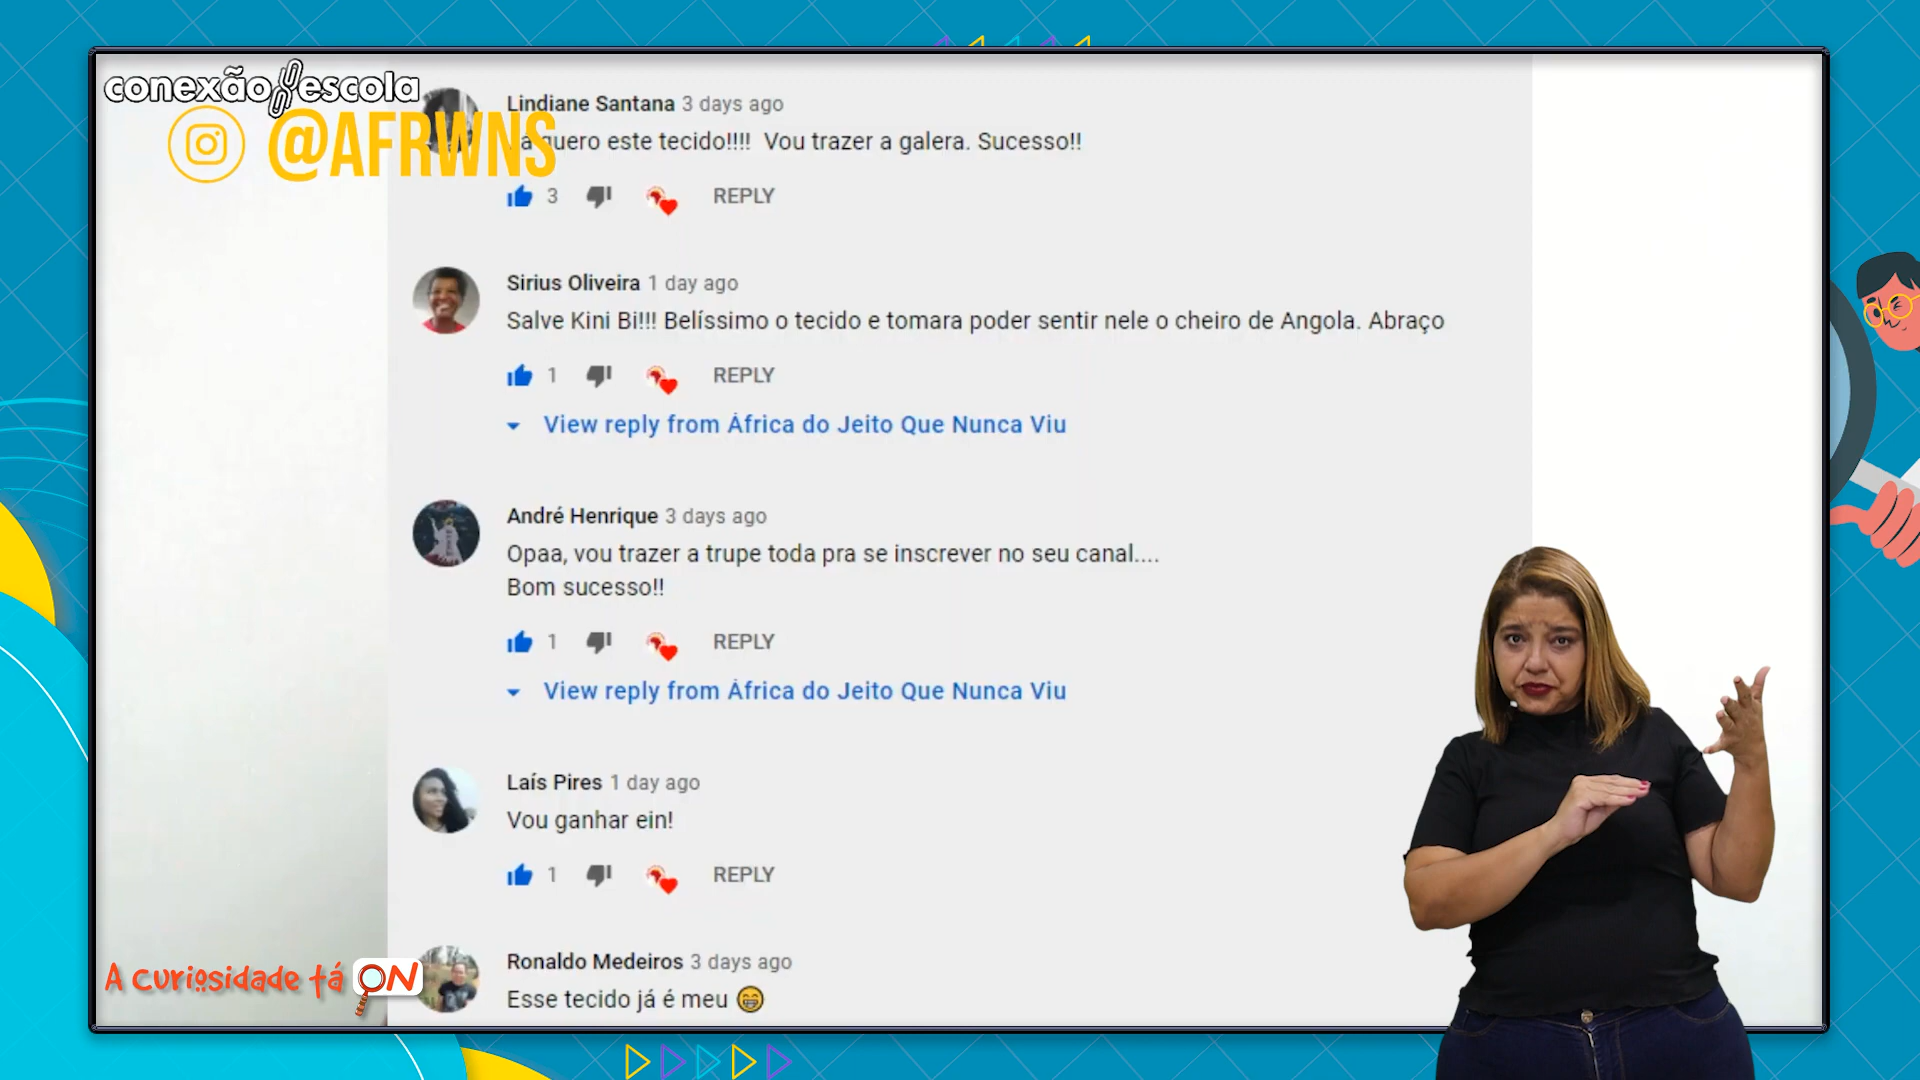 conexão escola
@AFRWNS
Lindiane Santana 3 days ago
quero este tecido!!!! Vou trazer a galera. Sucesso!!
3 REPLY
Sirius Oliveira 1 day ago
Salve Kini Bi!!! Belíssimo o tecido e tomara poder sentir nele o cheiro de Angola. Abraço
1 REPLY
View reply from África do Jeito Que Nunca Viu
André Henrique 3 days ago
Opaa, vou trazer a trupe toda pra se inscrever no seu canal....
Bom sucesso!!
1 REPLY
View reply from África do Jeito Que Nunca Viu
Laís Pires 1 day ago
Vou ganhar ein!
1 REPLY
Ronaldo Medeiros 3 days ago
Esse tecido já é meu 😁
A curiosidade tá ON